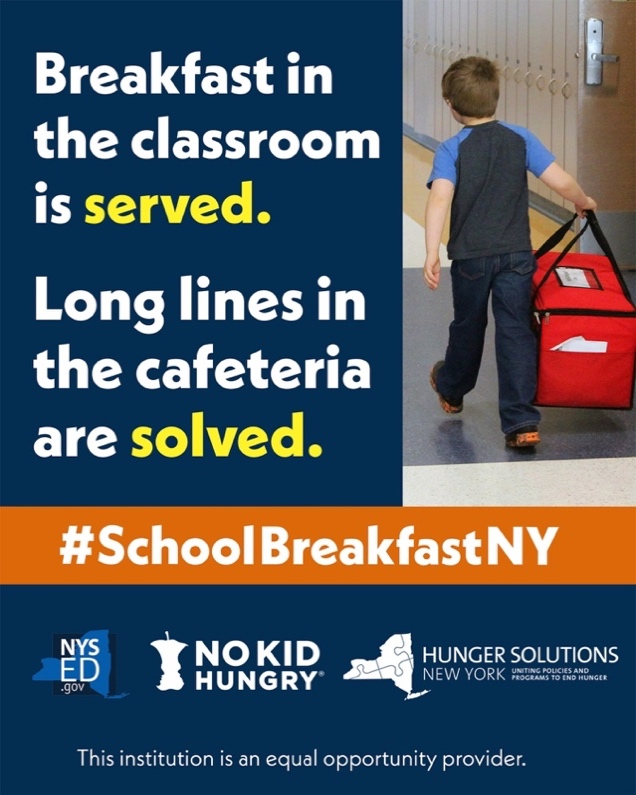 Breakfast in
the classroom
is served.
Long lines in
the cafeteria
are solved.
#SchoolBreakfastNY
NYS
ED
.gov
NO KID
HUNGRY®
HUNGER SOLUTIONS
NEW YORK
UNITING POLICIES AND
PROGRAMS TO END HUNGER
This institution is an equal opportunity provider.